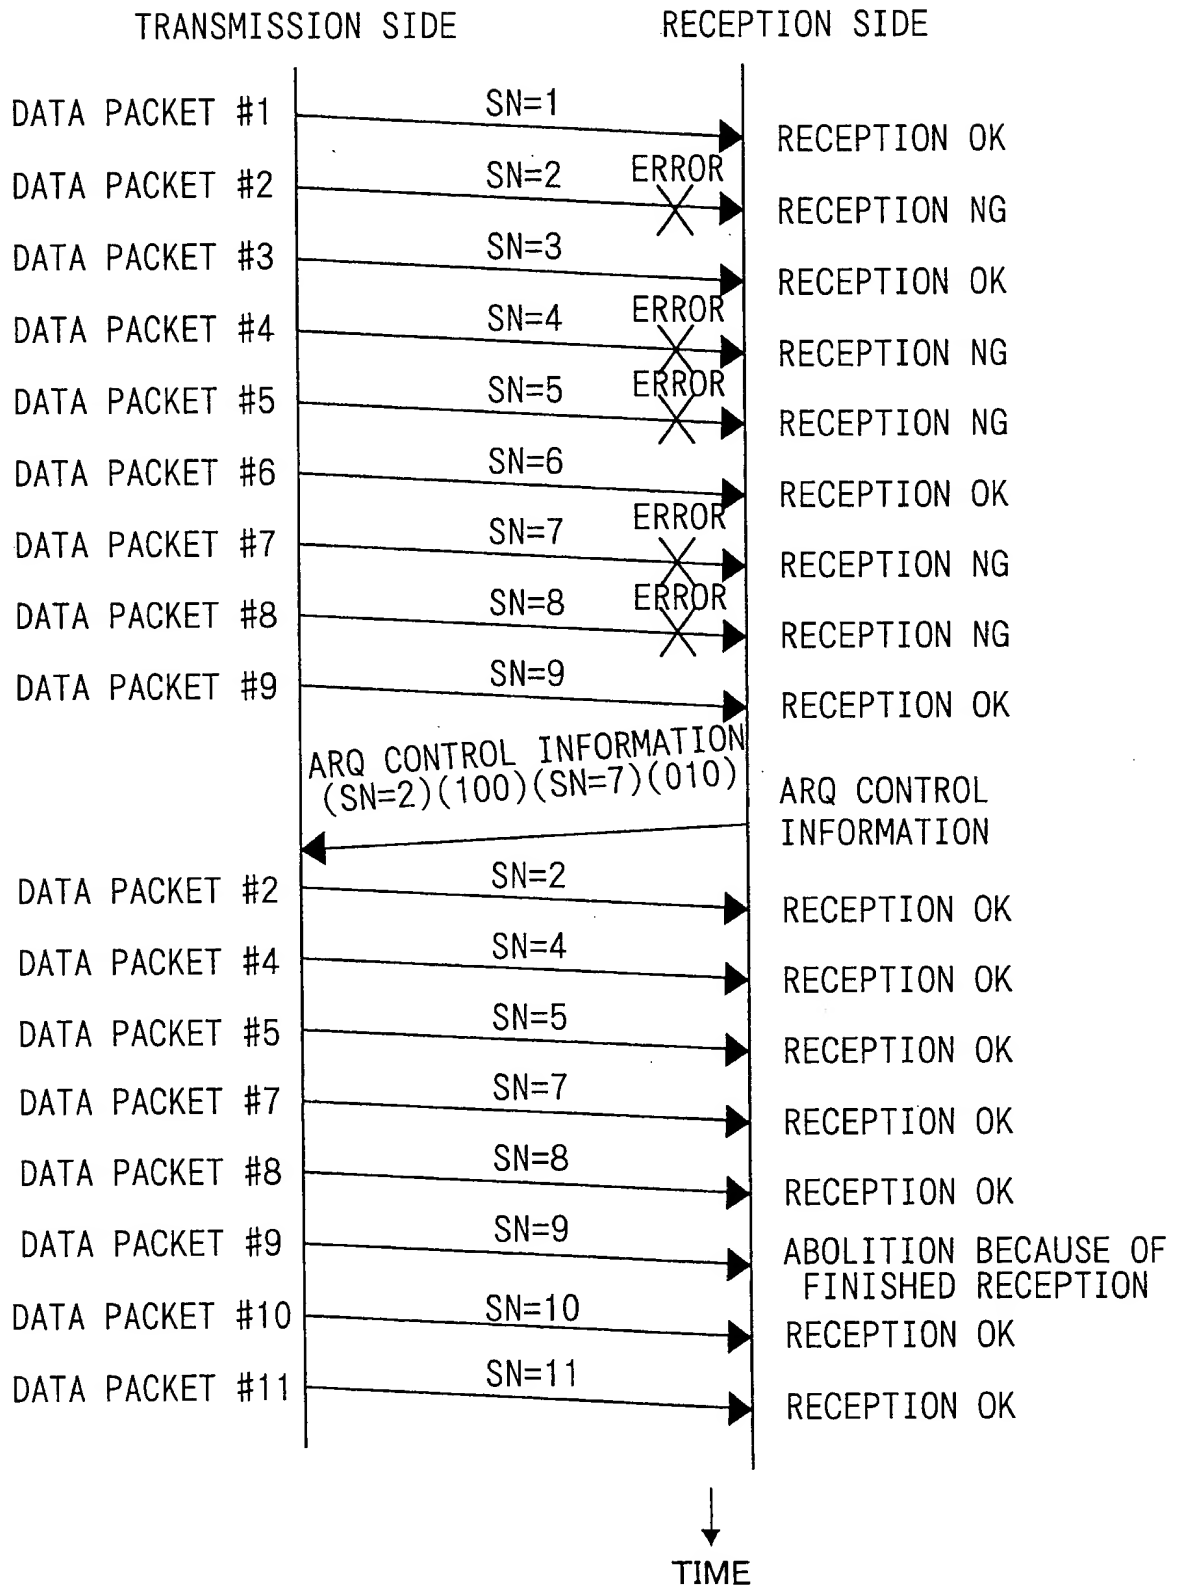 TRANSMISSION SIDE
RECEPTION SIDE
DATA PACKET #1
SN=1
RECEPTION OK
DATA PACKET #2
SN=2
ERROR
RECEPTION NG
DATA PACKET #3
SN=3
RECEPTION OK
DATA PACKET #4
SN=4
ERROR
RECEPTION NG
DATA PACKET #5
SN=5
ERROR
RECEPTION NG
DATA PACKET #6
SN=6
RECEPTION OK
DATA PACKET #7
SN=7
ERROR
RECEPTION NG
DATA PACKET #8
SN=8
ERROR
RECEPTION NG
DATA PACKET #9
SN=9
RECEPTION OK
ARQ CONTROL INFORMATION
(SN=2)(100)(SN=7)(010)
ARQ CONTROL
INFORMATION
DATA PACKET #2
SN=2
RECEPTION OK
DATA PACKET #4
SN=4
RECEPTION OK
DATA PACKET #5
SN=5
RECEPTION OK
DATA PACKET #7
SN=7
RECEPTION OK
DATA PACKET #8
SN=8
RECEPTION OK
DATA PACKET #9
SN=9
ABOLITION BECAUSE OF
FINISHED RECEPTION
DATA PACKET #10
SN=10
RECEPTION OK
DATA PACKET #11
SN=11
RECEPTION OK
TIME